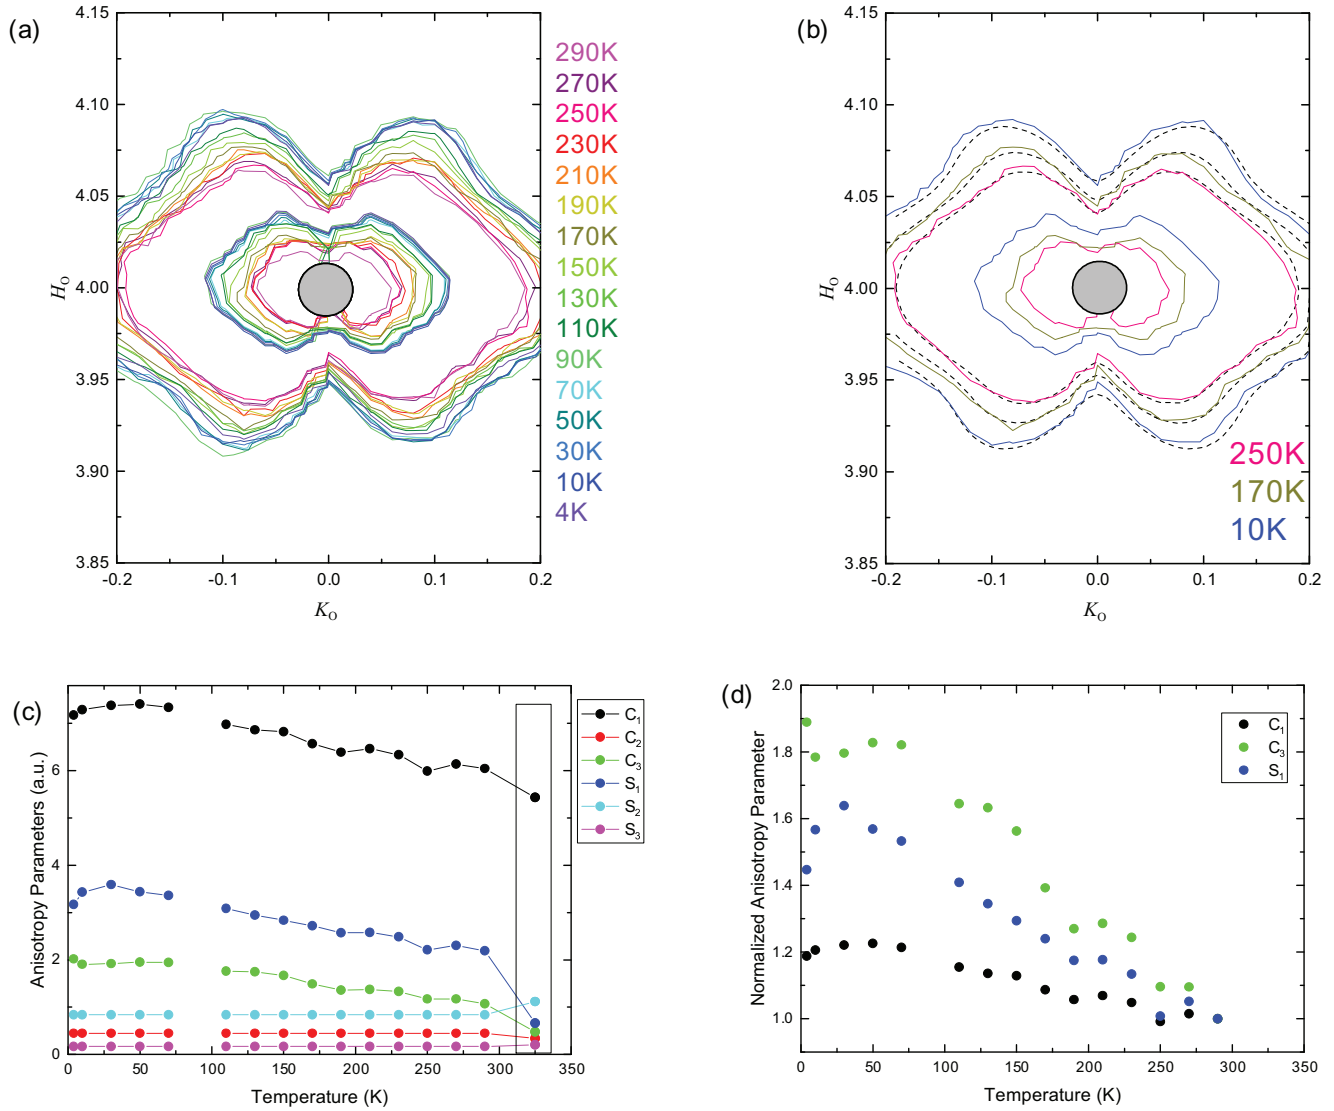 (a)
4.15
4.10
4.05
4.00
3.95
3.90
3.85
H_O
-0.2 -0.1 0.0 0.1 0.2
K_O
290K
270K
250K
230K
210K
190K
170K
150K
130K
110K
90K
70K
50K
30K
10K
4K
(b)
4.15
4.10
4.05
4.00
3.95
3.90
3.85
H_O
-0.2 -0.1 0.0 0.1 0.2
K_O
250K
170K
10K
(c)
6
4
2
0
Anisotropy Parameters (a.u.)
0 50 100 150 200 250 300 350
Temperature (K)
C1
C2
C3
S1
S2
S3
(d)
2.0
1.8
1.6
1.4
1.2
1.0
Normalized Anisotropy Parameter
0 50 100 150 200 250 300 350
Temperature (K)
C1
C3
S1